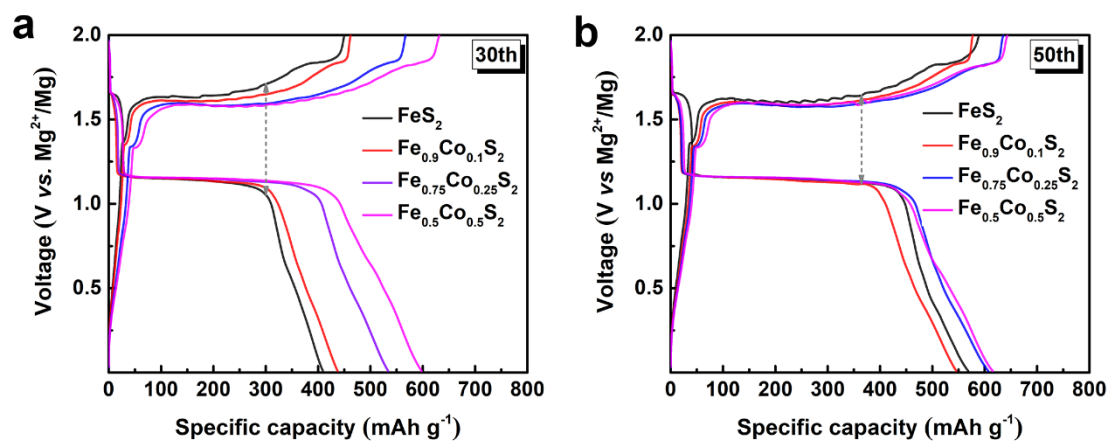 a
30th
2.0
1.5
1.0
0.5
0 100 200 300 400 500 600 700 800
Voltage (V vs. Mg²⁺/Mg)
Specific capacity (mAh g⁻¹)
FeS₂
Fe₀.₉Co₀.₁S₂
Fe₀.₇₅Co₀.₂₅S₂
Fe₀.₅Co₀.₅S₂
b
50th
2.0
1.5
1.0
0.5
0 100 200 300 400 500 600 700 800
Voltage (V vs Mg²⁺/Mg)
Specific capacity (mAh g⁻¹)
FeS₂
Fe₀.₉Co₀.₁S₂
Fe₀.₇₅Co₀.₂₅S₂
Fe₀.₅Co₀.₅S₂